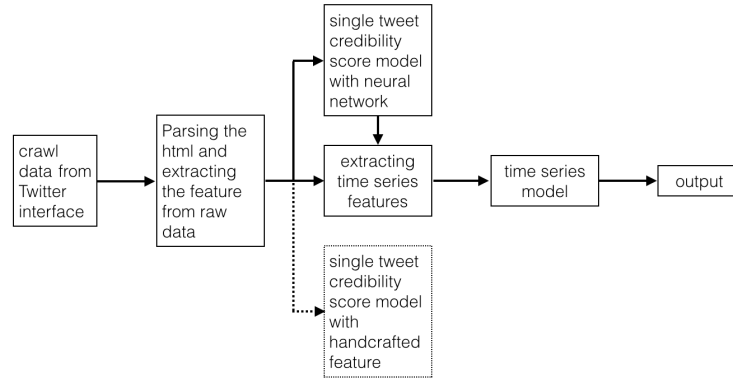 crawl
data from
Twitter
interface
Parsing the
html and
extracting
the feature
from raw
data
single tweet
credibility
score model
with neural
network
extracting
time series
features
single tweet
credibility
score model
with
handcrafted
feature
time series
model
output